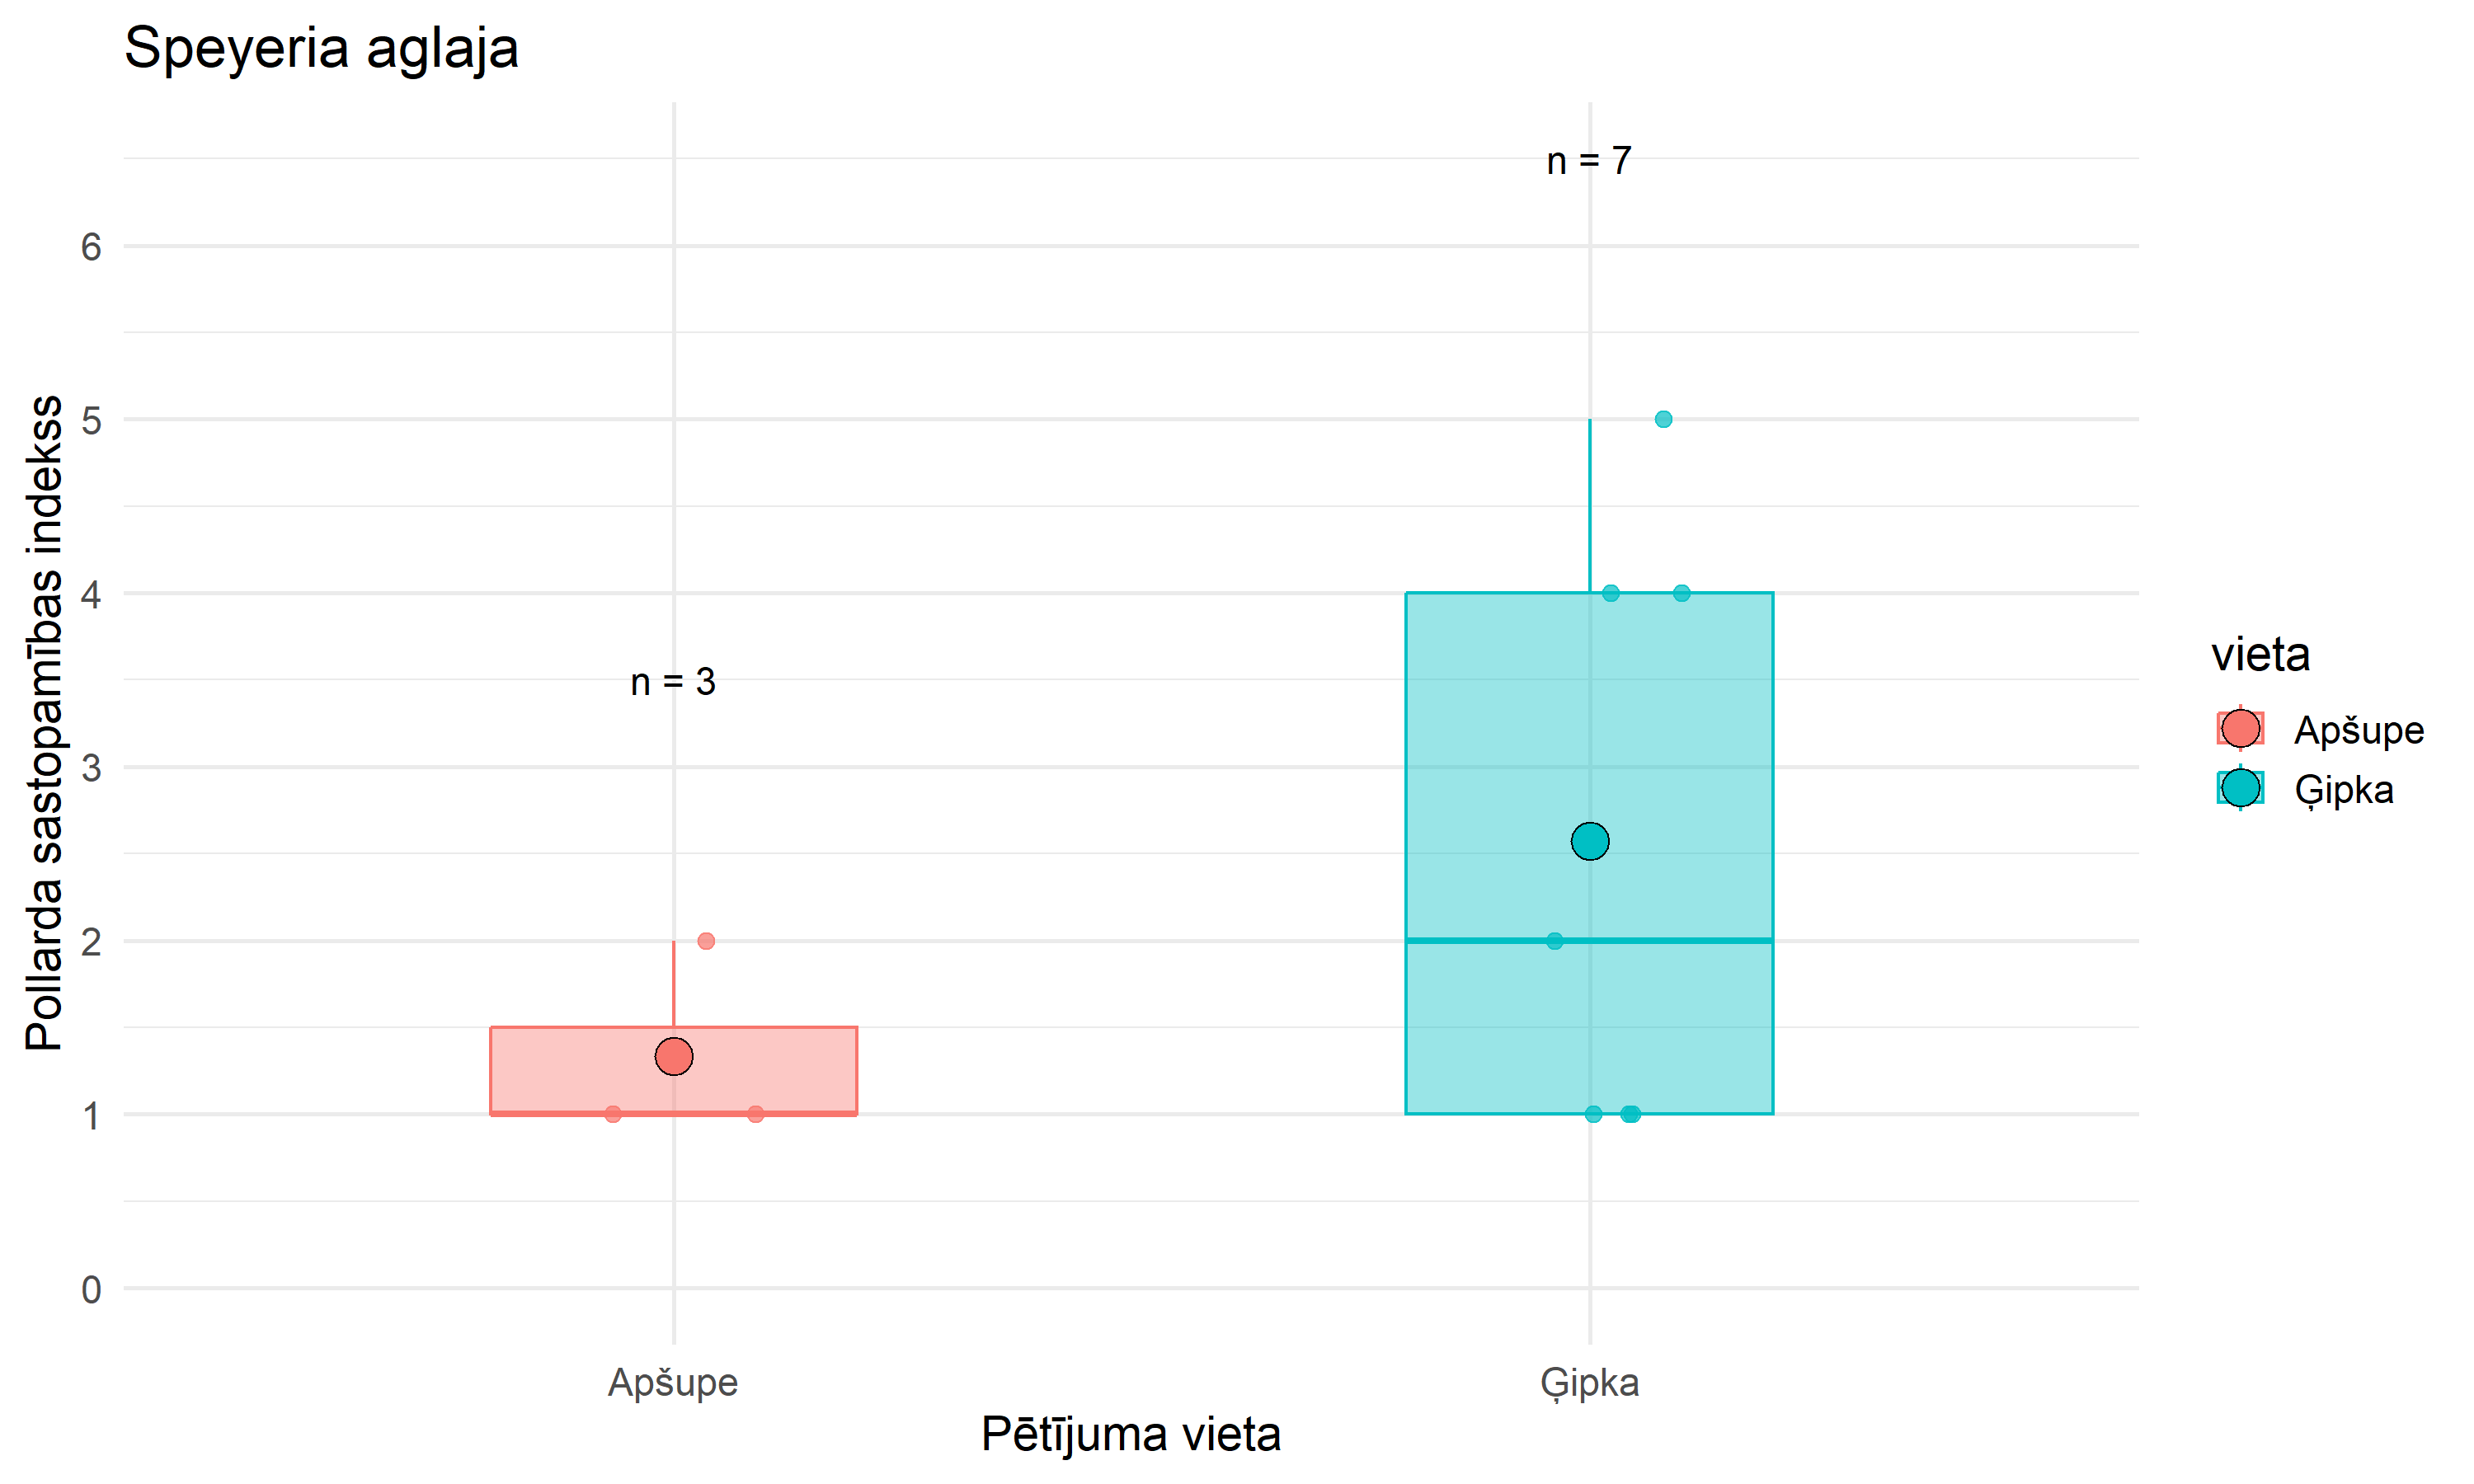 Speyeria aglaja
n = 7
n = 3
6
5
4
3
2
1
0
Pollarda sastopamības indekss
Apšupe
Ģipka
Pētījuma vieta
vieta
Apšupe
Ģipka